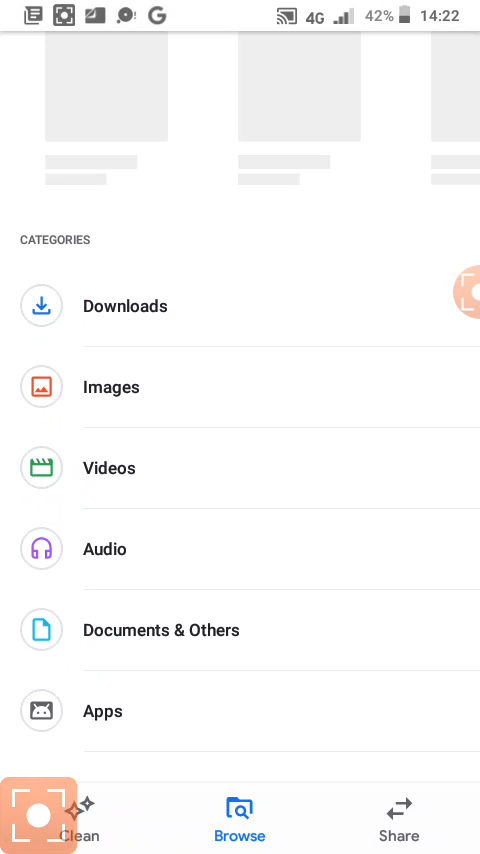 4G 42% 14:22
CATEGORIES
Downloads
Images
Videos
Audio
Documents & Others
Apps
Clean Browse Share